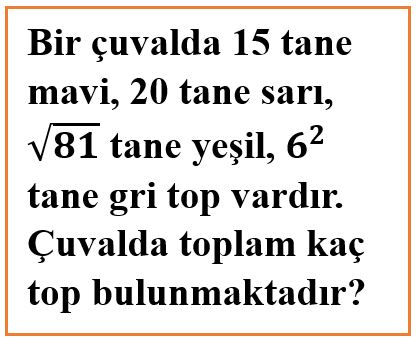 Bir çuvalda 15 tane
mavi, 20 tane sarı,
√81 tane yeşil, 6²
tane gri top vardır.
Çuvalda toplam kaç
top bulunmaktadır?